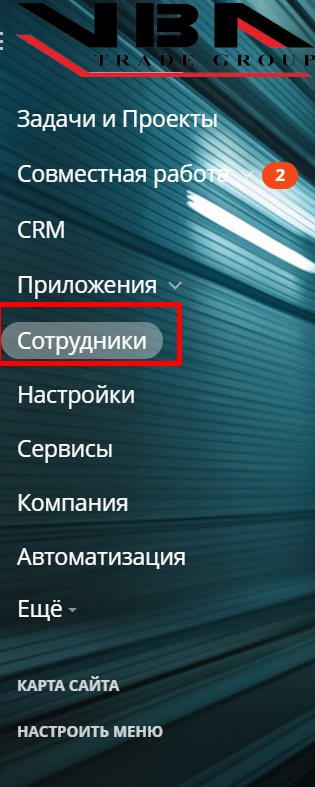 VBA
TRADE GROUP
Задачи и Проекты
Совместная работа 2
CRM
Приложения
Сотрудники
Настройки
Сервисы
Компания
Автоматизация
Ещё
КАРТА САЙТА
НАСТРОИТЬ МЕНЮ